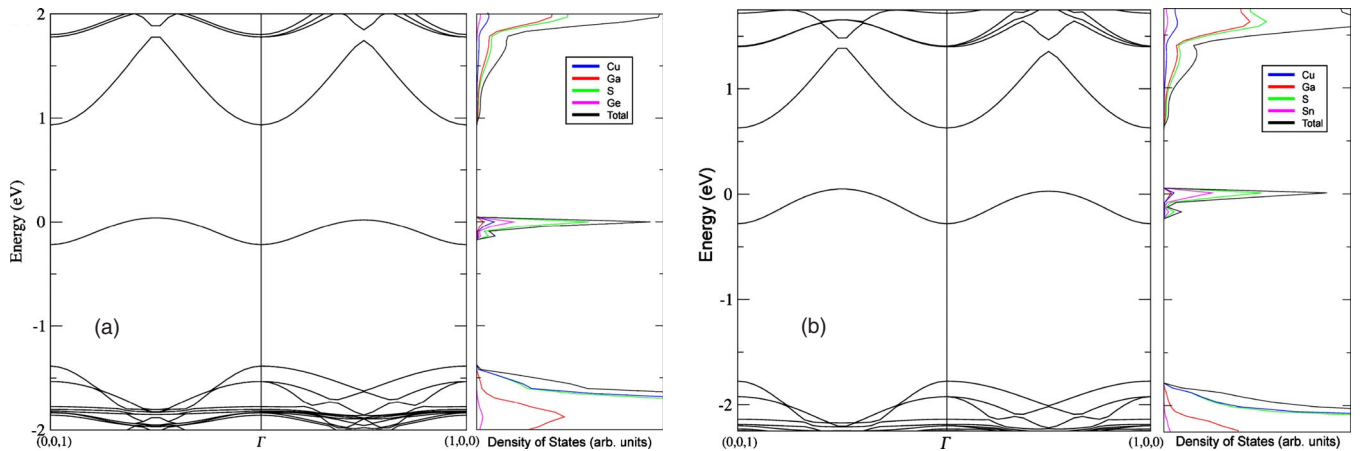 2
1
0
-1
-2
Energy (eV)
(a)
(0,0,1)
Γ
(1,1,0)
Cu
Ga
S
Ge
Total
Density of States (arb. units)
1
0
-1
-2
Energy (eV)
(b)
(0,0,1)
Γ
(1,0,0)
Cu
Ga
S
Sn
Total
Density of States (arb. units)